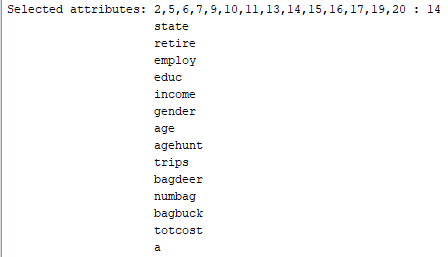 Selected attributes: 2,5,6,7,9,10,11,13,14,15,16,17,19,20 : 14
state
retire
employ
educ
income
gender
age
agehunt
trips
bagdeer
numbag
bagbuck
totcost
a